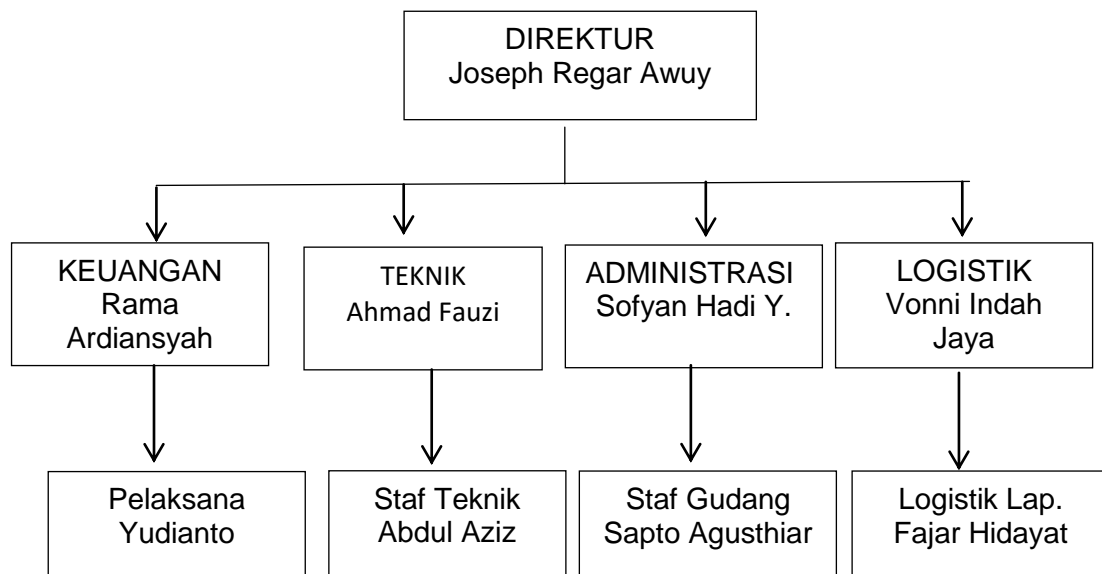 DIREKTUR
Joseph Regar Awuy
KEUANGAN
Rama
Ardiansyah
TEKNIK
Ahmad Fauzi
ADMINISTRASI
Sofyan Hadi Y.
LOGISTIK
Vonni Indah
Jaya
Pelaksana
Yudianto
Staf Teknik
Abdul Aziz
Staf Gudang
Sapto Agusthiar
Logistik Lap.
Fajar Hidayat